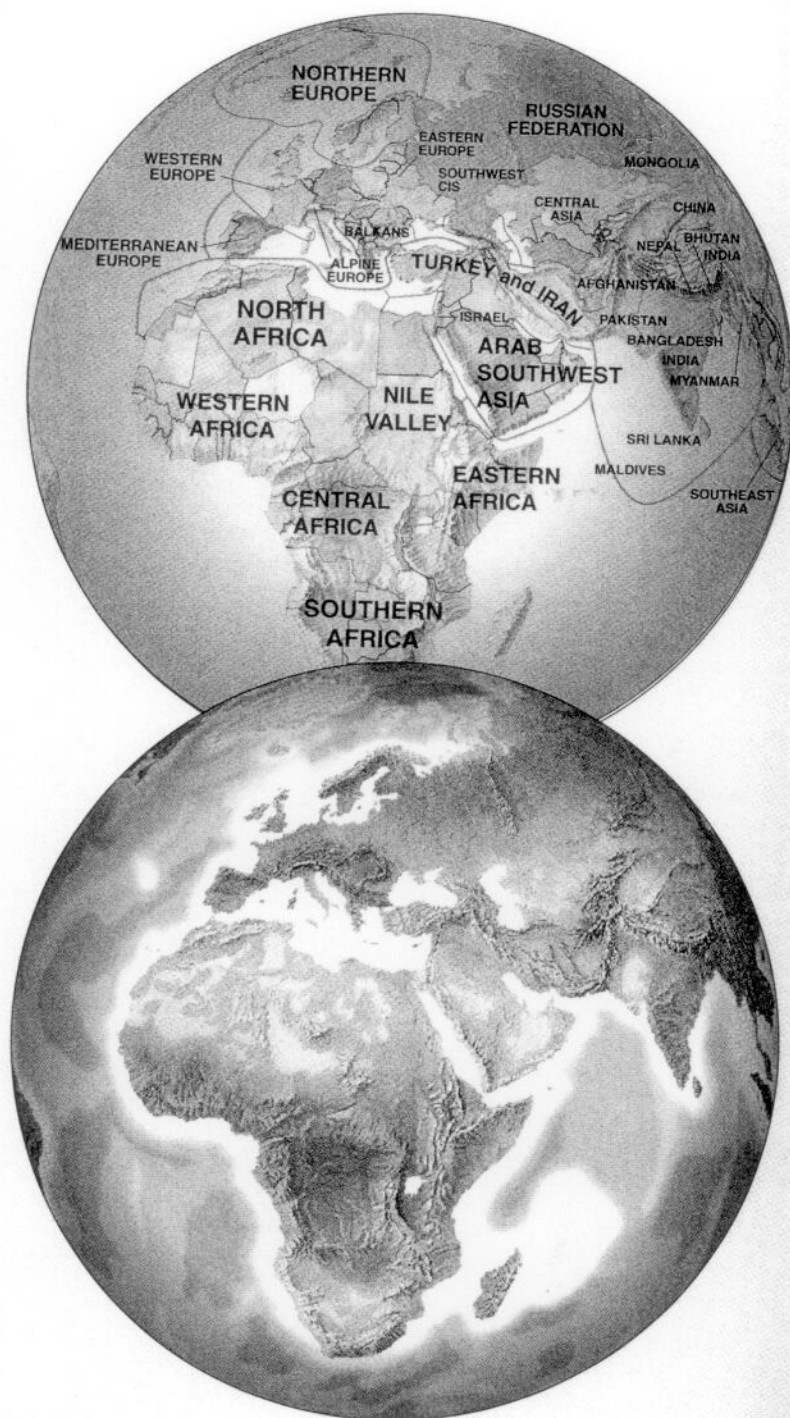 NORTHERN
EUROPE
RUSSIAN
FEDERATION
EASTERN
EUROPE
WESTERN
EUROPE
SOUTHWEST
CIS
MONGOLIA
CENTRAL
ASIA
CHINA
MEDITERRANEAN
EUROPE
BALKANS
NEPAL
BHUTAN
INDIA
ALPINE
EUROPE
TURKEY and IRAN
AFGHANISTAN
NORTH
AFRICA
ISRAEL
PAKISTAN
ARAB
SOUTHWEST
ASIA
BANGLADESH
INDIA
MYANMAR
WESTERN
AFRICA
NILE
VALLEY
SRI LANKA
MALDIVES
EASTERN
AFRICA
SOUTHEAST
ASIA
CENTRAL
AFRICA
SOUTHERN
AFRICA